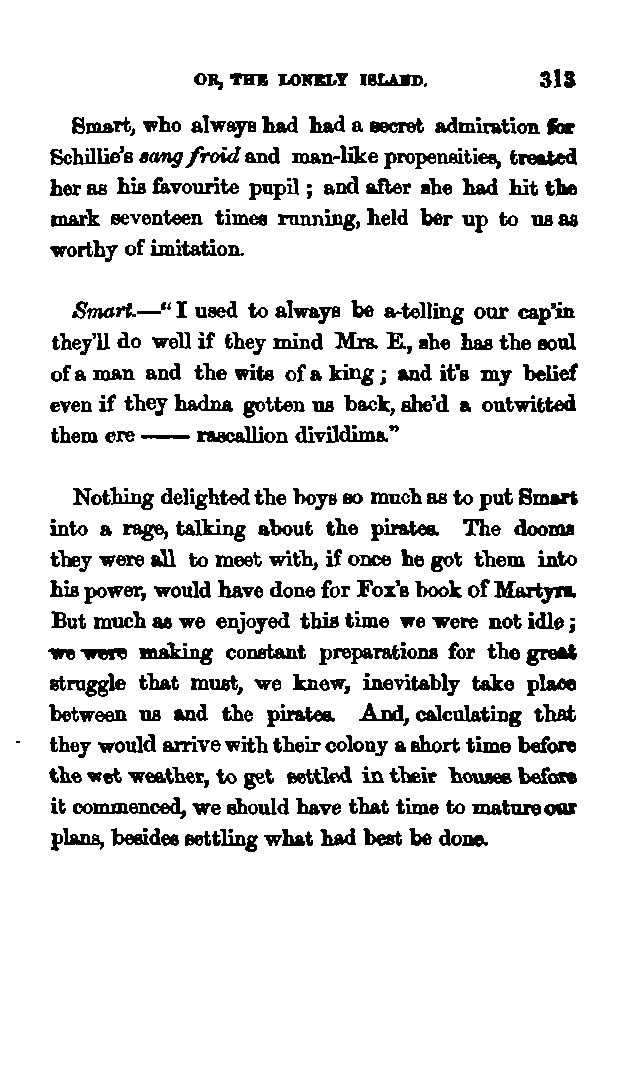 OR, THE LONELY ISLAND. 313
Smart, who always had had a secret admiration for
Schillie's sang froid and man-like propensities, treated
her as his favourite pupil ; and after she had hit the
mark seventeen times running, held her up to us as
worthy of imitation.
Smart.—"I used to always be a-telling our cap'in
they'll do well if they mind Mrs. E., she has the soul
of a man and the wits of a king ; and it's my belief
even if they hadna gotten us back, she'd a outwitted
them ere —— rascallion divildims."
Nothing delighted the boys so much as to put Smart
into a rage, talking about the pirates. The dooms
they were all to meet with, if once he got them into
his power, would have done for Fox's book of Martyrs.
But much as we enjoyed this time we were not idle ;
we were making constant preparations for the great
struggle that must, we knew, inevitably take place
between us and the pirates. And, calculating that
they would arrive with their colony a short time before
the wet weather, to get settled in their houses before
it commenced, we should have that time to mature our
plans, besides settling what had best be done.